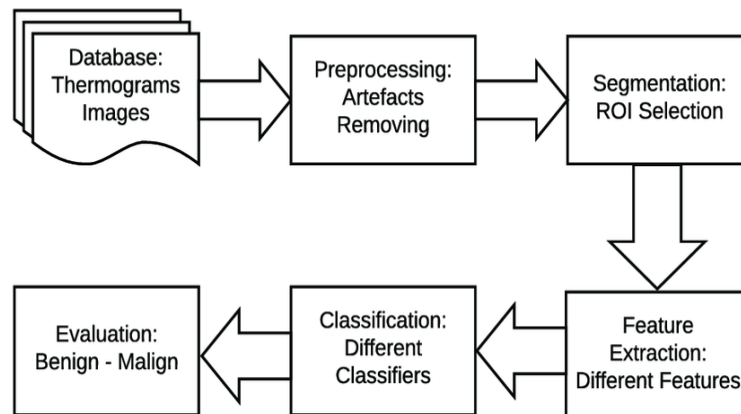 Database:
Thermograms
Images
Preprocessing:
Artefacts
Removing
Segmentation:
ROI Selection
Feature
Extraction:
Different Features
Classification:
Different
Classifiers
Evaluation:
Benign - Malign